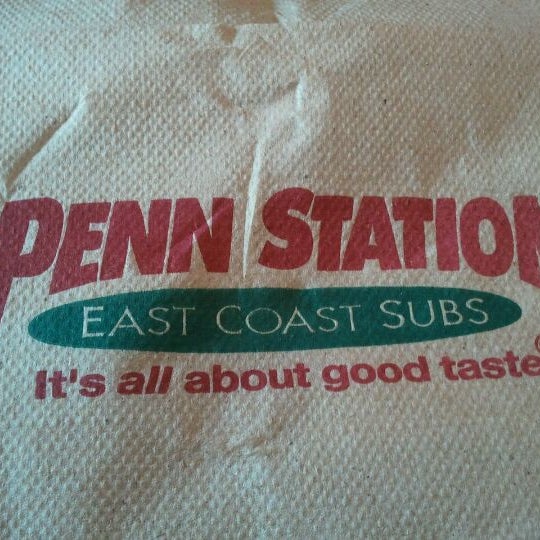 PENN STATION
EAST COAST SUBS
It's all about good taste